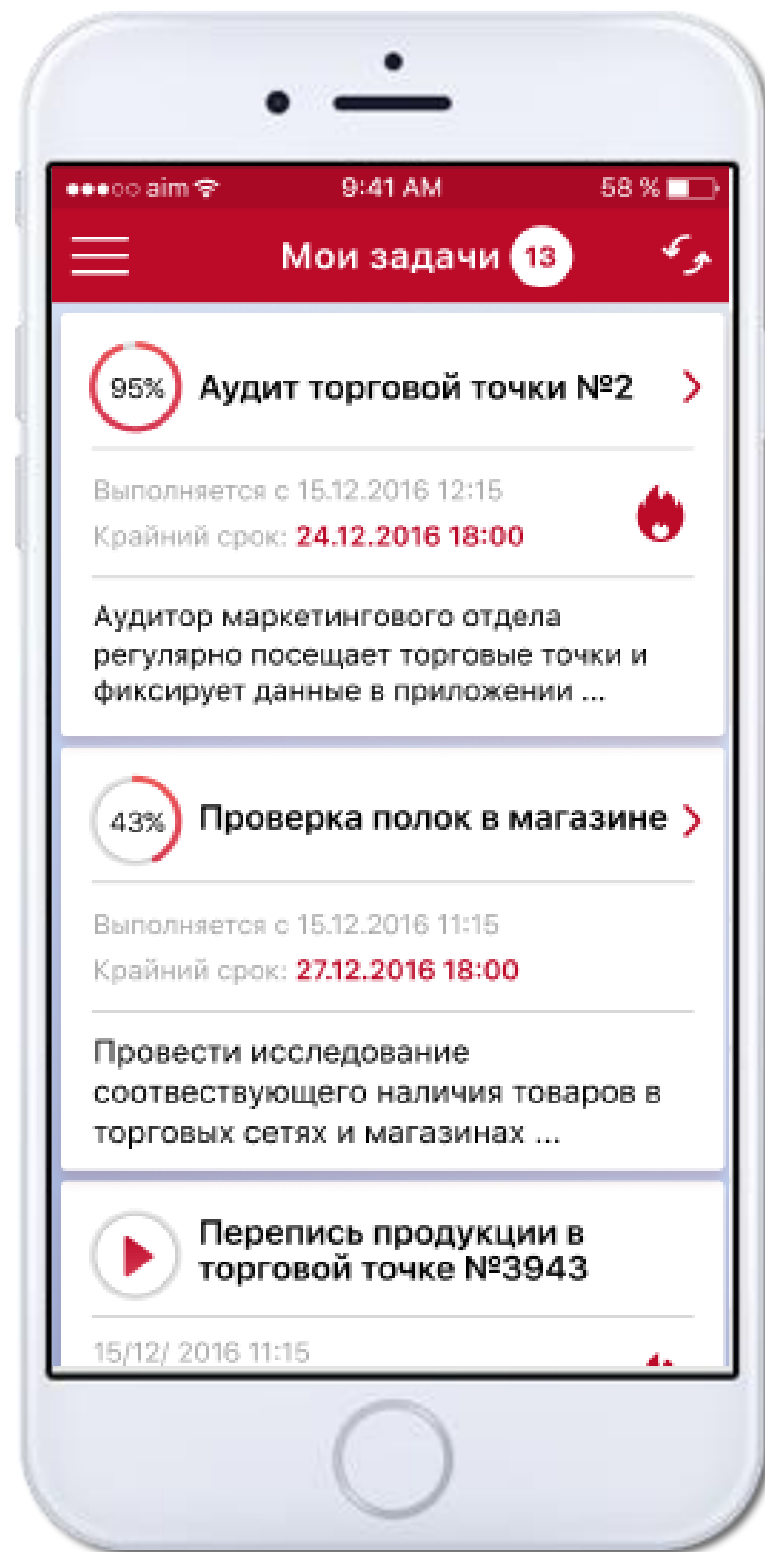 aim 9:41 AM 58 %
Мои задачи 13
95% Аудит торговой точки №2
Выполняется с 15.12.2016 12:15
Крайний срок: 24.12.2016 18:00
Аудитор маркетингового отдела
регулярно посещает торговые точки и
фиксирует данные в приложении ...
43% Проверка полок в магазине
Выполняется с 15.12.2016 11:15
Крайний срок: 27.12.2016 18:00
Провести исследование
соотвествующего наличия товаров в
торговых сетях и магазинах ...
Перепись продукции в
торговой точке №3943
15/12/ 2016 11:15